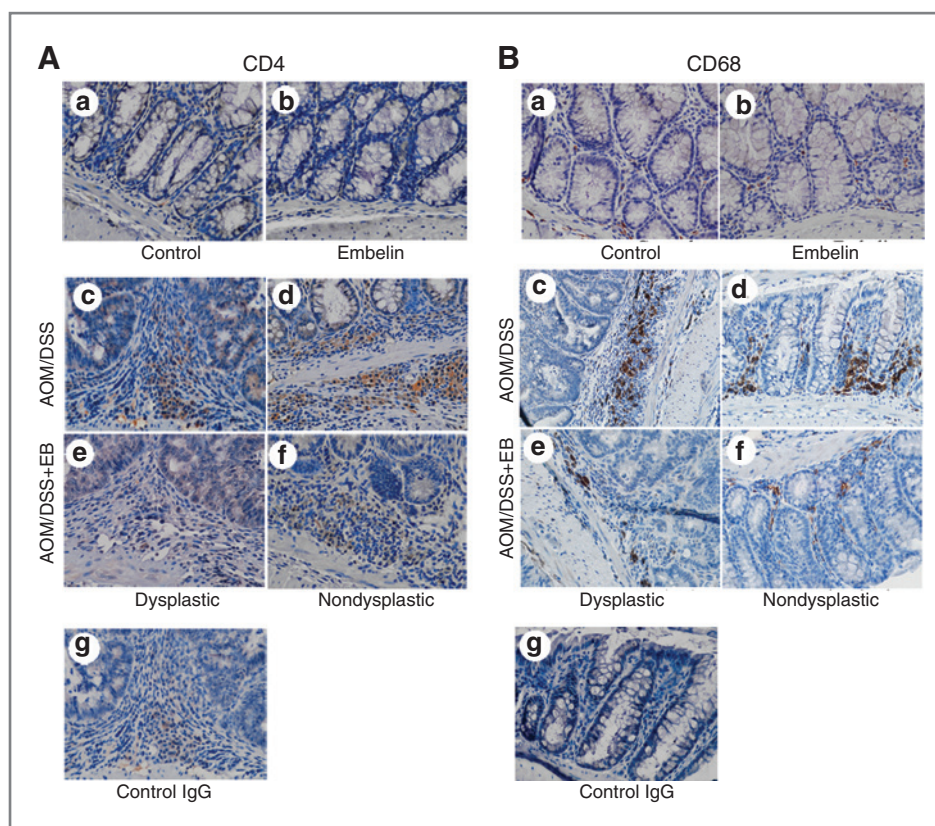 A
CD4
a
b
Control
Embelin
AOM/DSS
c
d
AOM/DSS+EB
e
f
Dysplastic
Nondysplastic
g
Control IgG
B
CD68
a
b
Control
Embelin
AOM/DSS
c
d
AOM/DSS+EB
e
f
Dysplastic
Nondysplastic
g
Control IgG